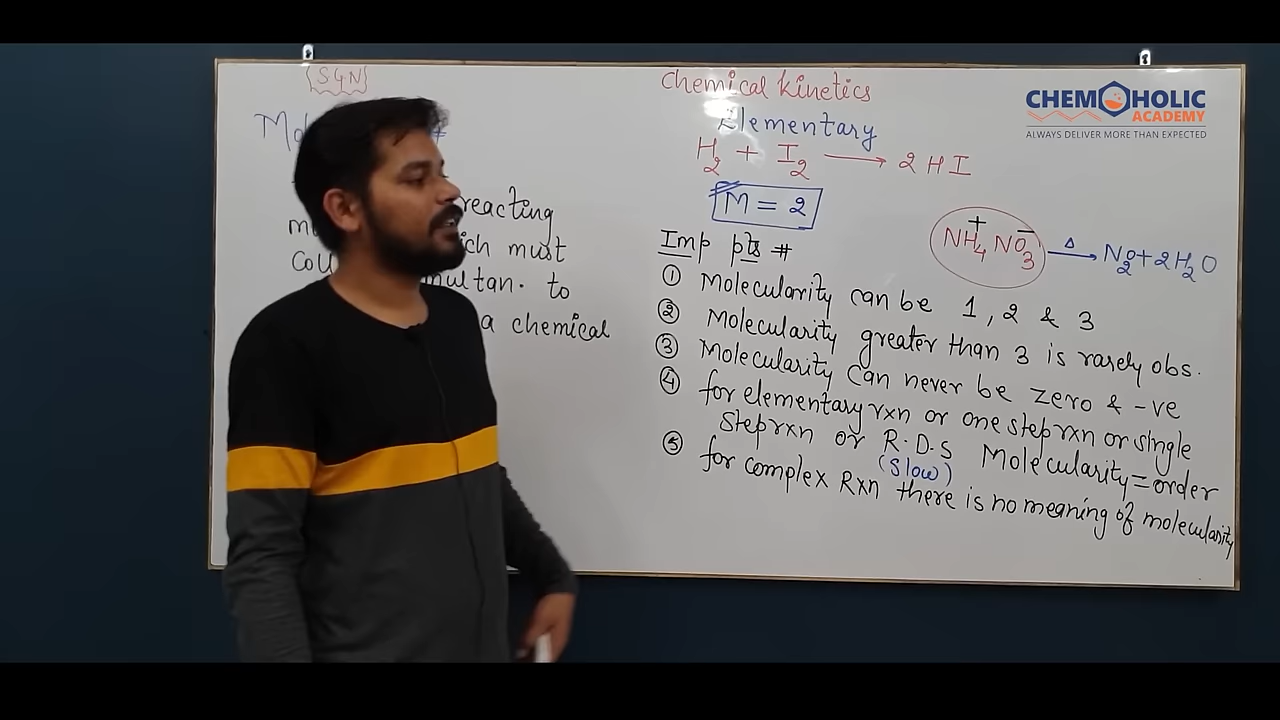 SGN
Chemical kinetics
CHEMOHOLIC
ACADEMY
ALWAYS DELIVER MORE THAN EXPECTED
Elementary
H2 + I2 → 2HI
M = 2
reacting
which must
simultan. to
a chemical
NH4+ NO3− —Δ→ N2O+2H2O
Imp pts #
① Molecularity can be 1, 2 & 3
② Molecularity greater than 3 is rarely obs.
③ Molecularity can never be zero & -ve
④ for elementary rxn or one step rxn or single
step rxn or R.D.S Molecularity = order
(slow)
⑤ for complex Rxn there is no meaning of molecularity